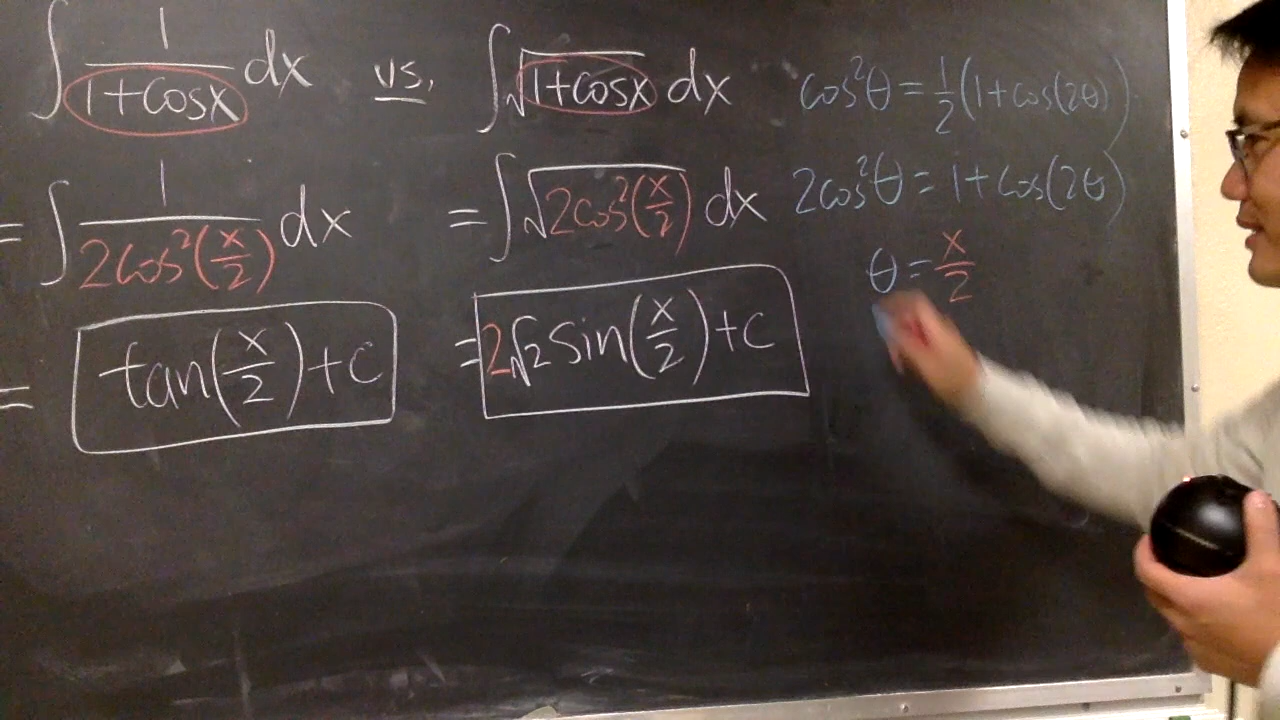 ∫ 1/(1+cosx) dx vs. ∫ √(1+cosx) dx
= ∫ 1/(2cos²(x/2)) dx = ∫ √(2cos²(x/2)) dx
= tan(x/2)+C = 2√2 sin(x/2)+C
cos²θ = 1/2(1+cos(2θ))
2cos²θ = 1+cos(2θ)
θ = x/2